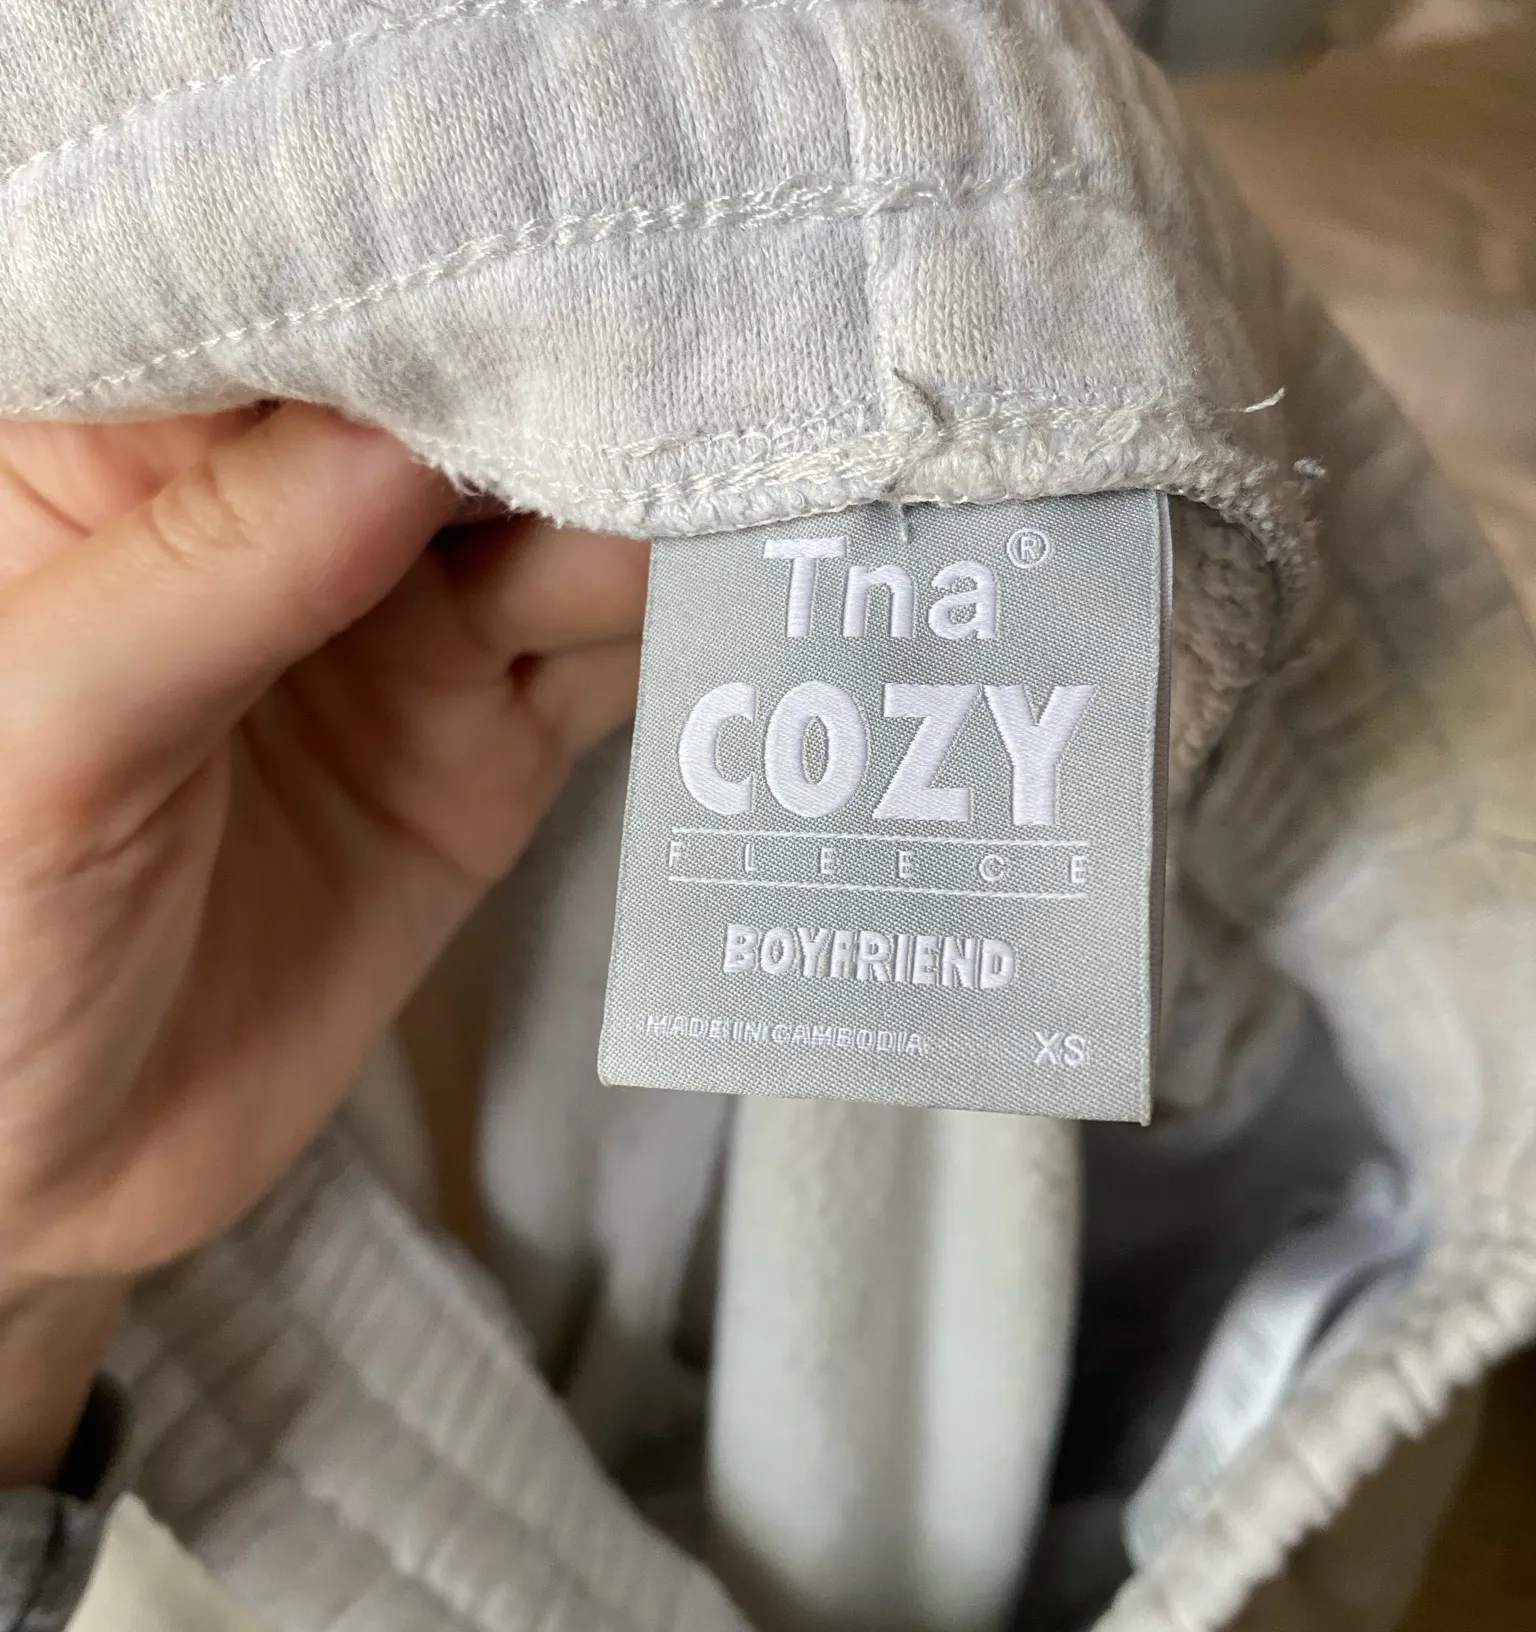 Tna®
COZY
FLEECE
BOYFRIEND
MADE IN CAMBODIA XS